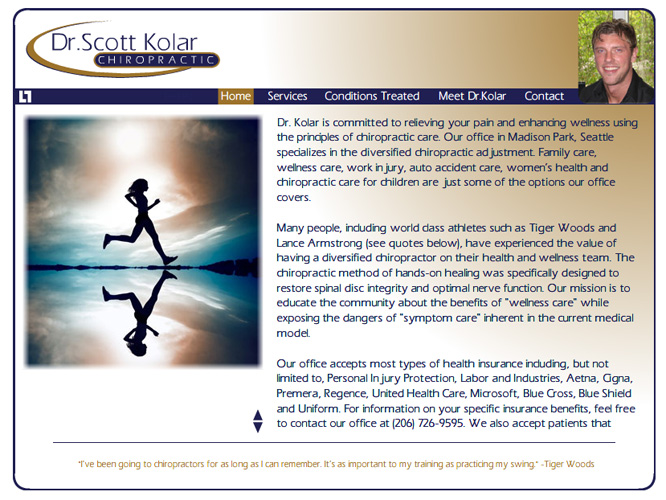 Dr.Scott Kolar
CHIROPRACTIC
Home Services Conditions Treated Meet Dr.Kolar Contact
Dr. Kolar is committed to relieving your pain and enhancing wellness using
the principles of chiropractic care. Our office in Madison Park, Seattle
specializes in the diversified chiropractic adjustment. Family care,
wellness care, work injury, auto accident care, women's health and
chiropractic care for children are just some of the options our office
covers.
Many people, including world class athletes such as Tiger Woods and
Lance Armstrong (see quotes below), have experienced the value of
having a diversified chiropractor on their health and wellness team. The
chiropractic method of hands-on healing was specifically designed to
restore spinal disc integrity and optimal nerve function. Our mission is to
educate the community about the benefits of "wellness care" while
exposing the dangers of "symptom care" inherent in the current medical
model.
Our office accepts most types of health insurance including, but not
limited to, Personal Injury Protection, Labor and Industries, Aetna, Cigna,
Premera, Regence, United Health Care, Microsoft, Blue Cross, Blue Shield
and Uniform. For information on your specific insurance benefits, feel free
to contact our office at (206) 726-9595. We also accept patients that
"I've been going to chiropractors for as long as I can remember. It's as important to my training as practicing my swing." -Tiger Woods